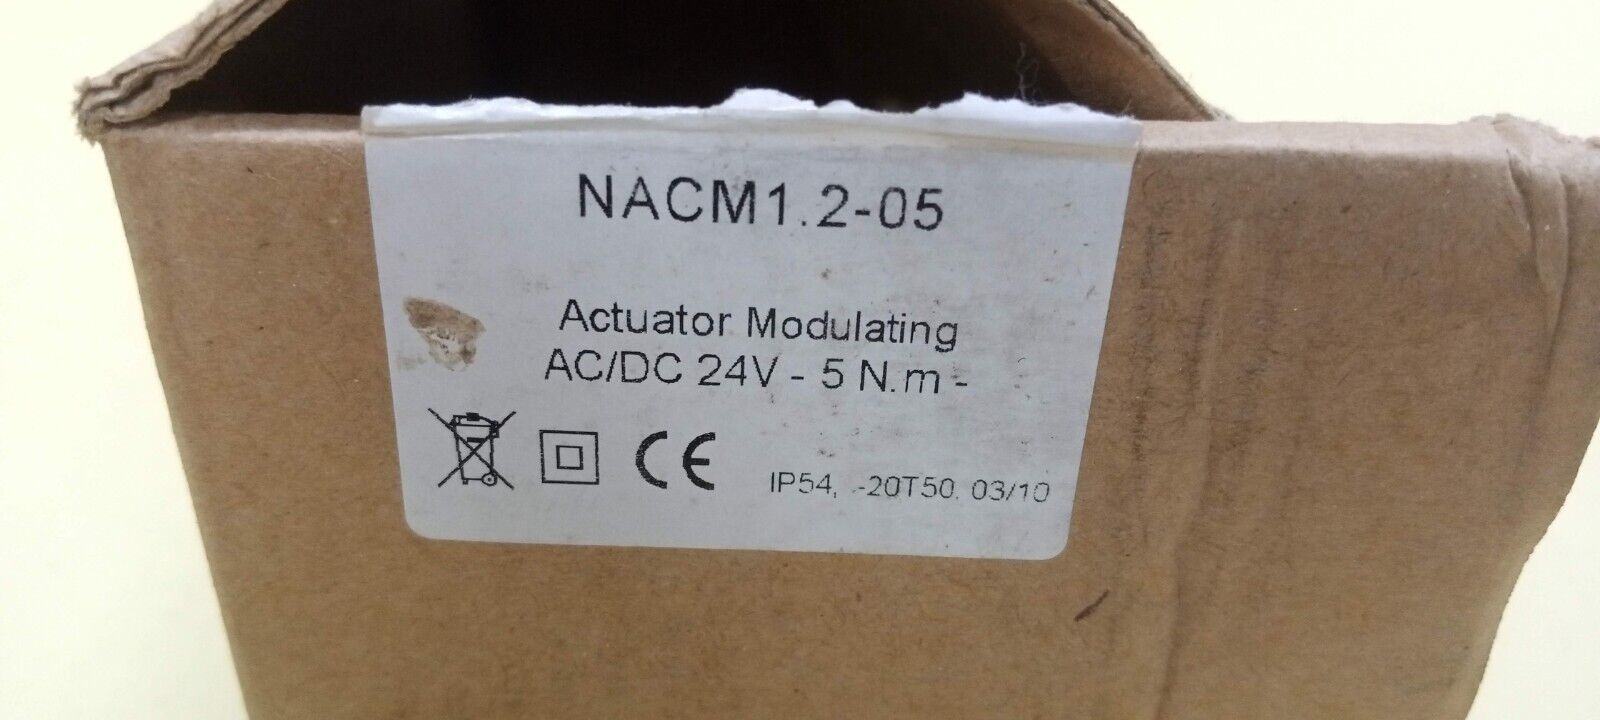 NACM1.2-05
Actuator Modulating
AC/DC 24V - 5 N.m -
CE
IP54, -20T50. 03/10